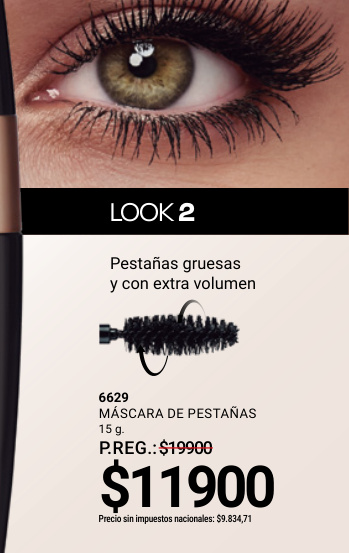 LOOK 2
Pestañas gruesas
y con extra volumen
6629
MÁSCARA DE PESTAÑAS
15 g.
P.REG.: $19900
$11900
Precio sin impuestos nacionales: $9.834,71